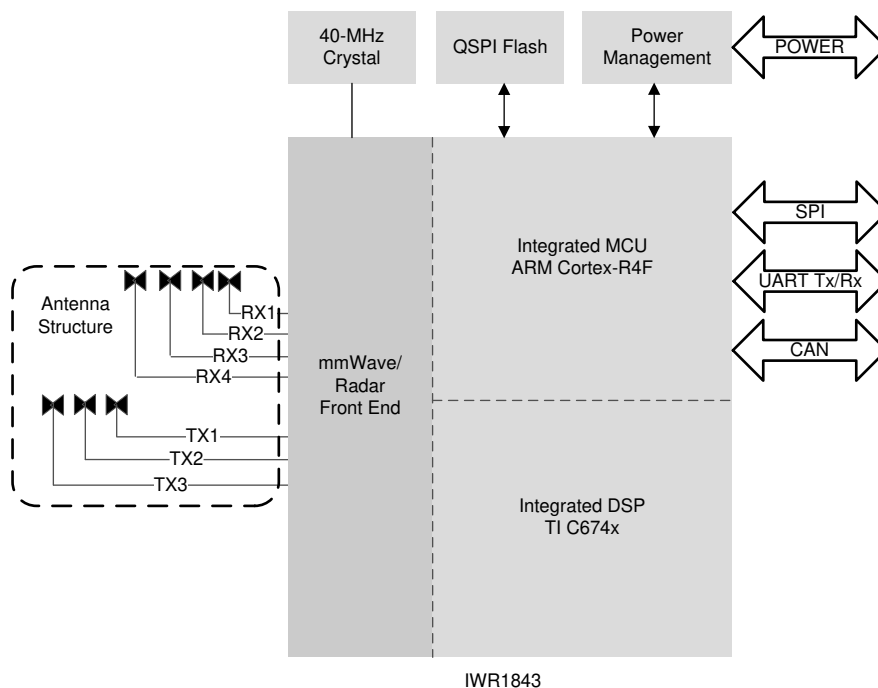 40-MHz
Crystal
QSPI Flash
Power
Management
POWER
SPI
Integrated MCU
ARM Cortex-R4F
UART Tx/Rx
CAN
Antenna
Structure
RX1
RX2
RX3
RX4
mmWave/
Radar
Front End
TX1
TX2
TX3
Integrated DSP
TI C674x
IWR1843